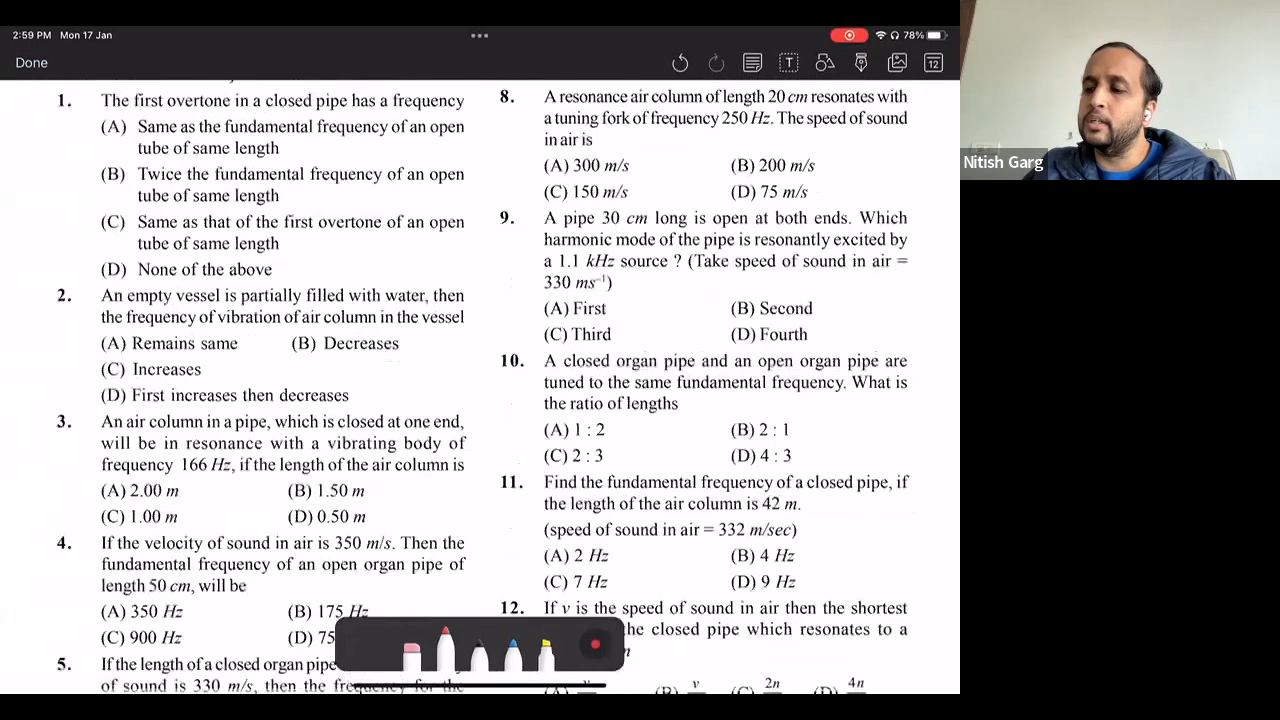 2:59 PM Mon 17 Jan
78%
Done
12
1. The first overtone in a closed pipe has a frequency
(A) Same as the fundamental frequency of an open
tube of same length
(B) Twice the fundamental frequency of an open
tube of same length
(C) Same as that of the first overtone of an open
tube of same length
(D) None of the above
2. An empty vessel is partially filled with water, then
the frequency of vibration of air column in the vessel
(A) Remains same (B) Decreases
(C) Increases
(D) First increases then decreases
3. An air column in a pipe, which is closed at one end,
will be in resonance with a vibrating body of
frequency 166 Hz, if the length of the air column is
(A) 2.00 m (B) 1.50 m
(C) 1.00 m (D) 0.50 m
4. If the velocity of sound in air is 350 m/s. Then the
fundamental frequency of an open organ pipe of
length 50 cm, will be
(A) 350 Hz (B) 175 Hz
(C) 900 Hz (D) 75
5. If the length of a closed organ pipe
of sound is 330 m/s, then the frequency for the
8. A resonance air column of length 20 cm resonates with
a tuning fork of frequency 250 Hz. The speed of sound
in air is
(A) 300 m/s (B) 200 m/s
(C) 150 m/s (D) 75 m/s
9. A pipe 30 cm long is open at both ends. Which
harmonic mode of the pipe is resonantly excited by
a 1.1 kHz source ? (Take speed of sound in air =
330 ms⁻¹)
(A) First (B) Second
(C) Third (D) Fourth
10. A closed organ pipe and an open organ pipe are
tuned to the same fundamental frequency. What is
the ratio of lengths
(A) 1 : 2 (B) 2 : 1
(C) 2 : 3 (D) 4 : 3
11. Find the fundamental frequency of a closed pipe, if
the length of the air column is 42 m.
(speed of sound in air = 332 m/sec)
(A) 2 Hz (B) 4 Hz
(C) 7 Hz (D) 9 Hz
12. If v is the speed of sound in air then the shortest
the closed pipe which resonates to a
n
v v 2n 4n
(A) (B) (C) (D)
Nitish Garg